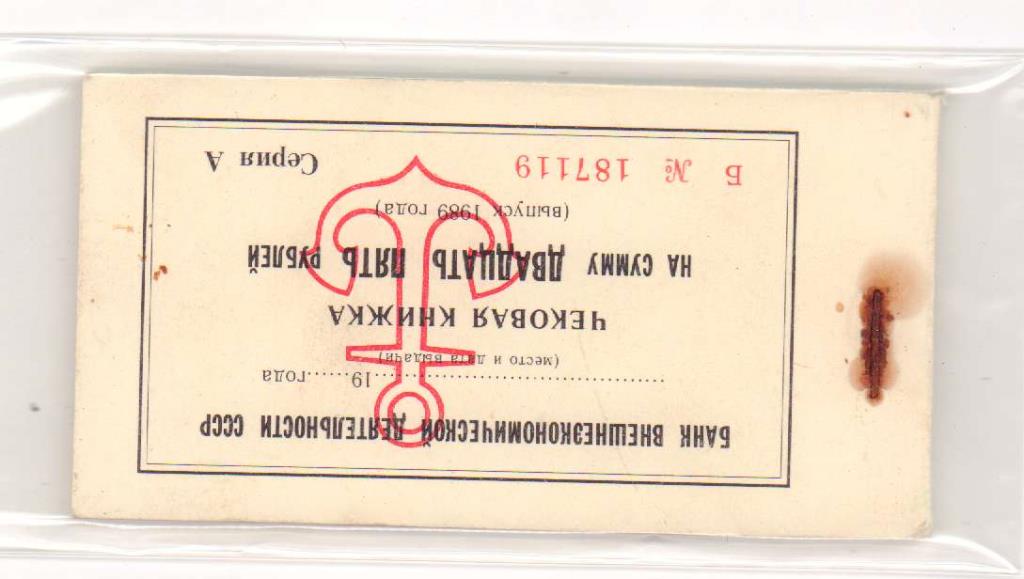 БАНК ВНЕШНЕЭКОНОМИЧЕСКОЙ ДЕЯТЕЛЬНОСТИ СССР
..........................................19......года
(место и дата выдачи)
ЧЕКОВАЯ КНИЖКА
НА СУММУ ДВАДЦАТЬ ПЯТЬ РУБЛЕЙ
(выпуск 1989 года)
Б № 187119 Серия А